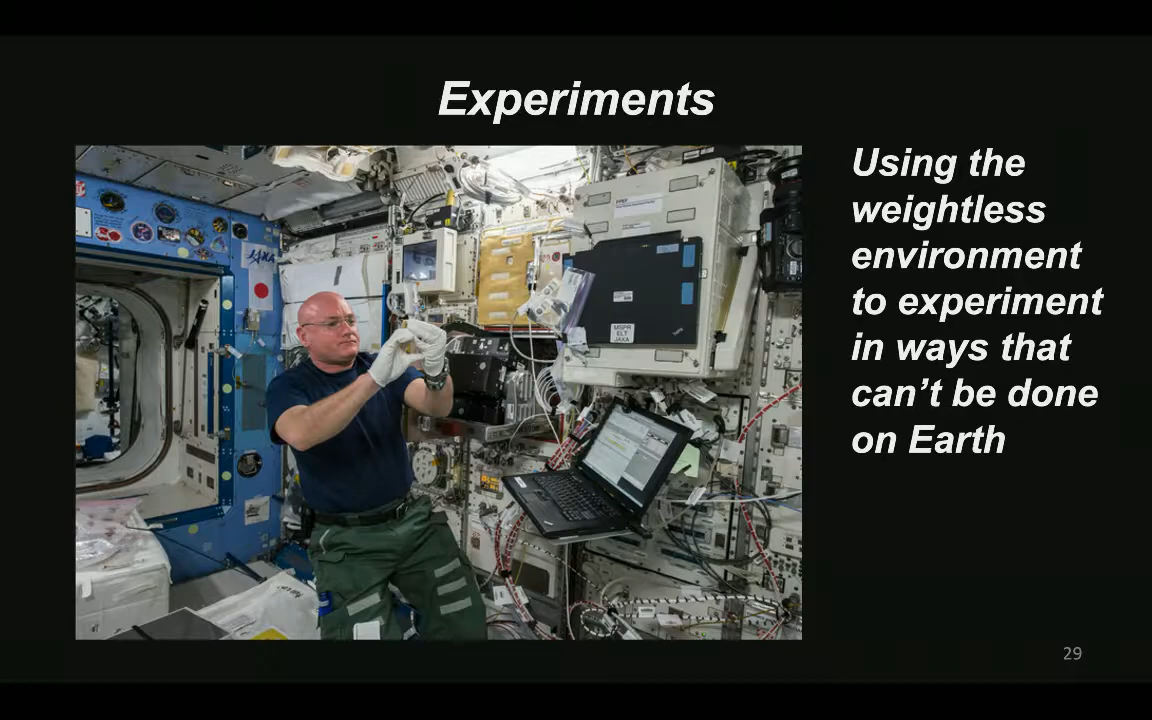 Experiments
Using the
weightless
environment
to experiment
in ways that
can’t be done
on Earth
MSPR
ELT
JAXA
29